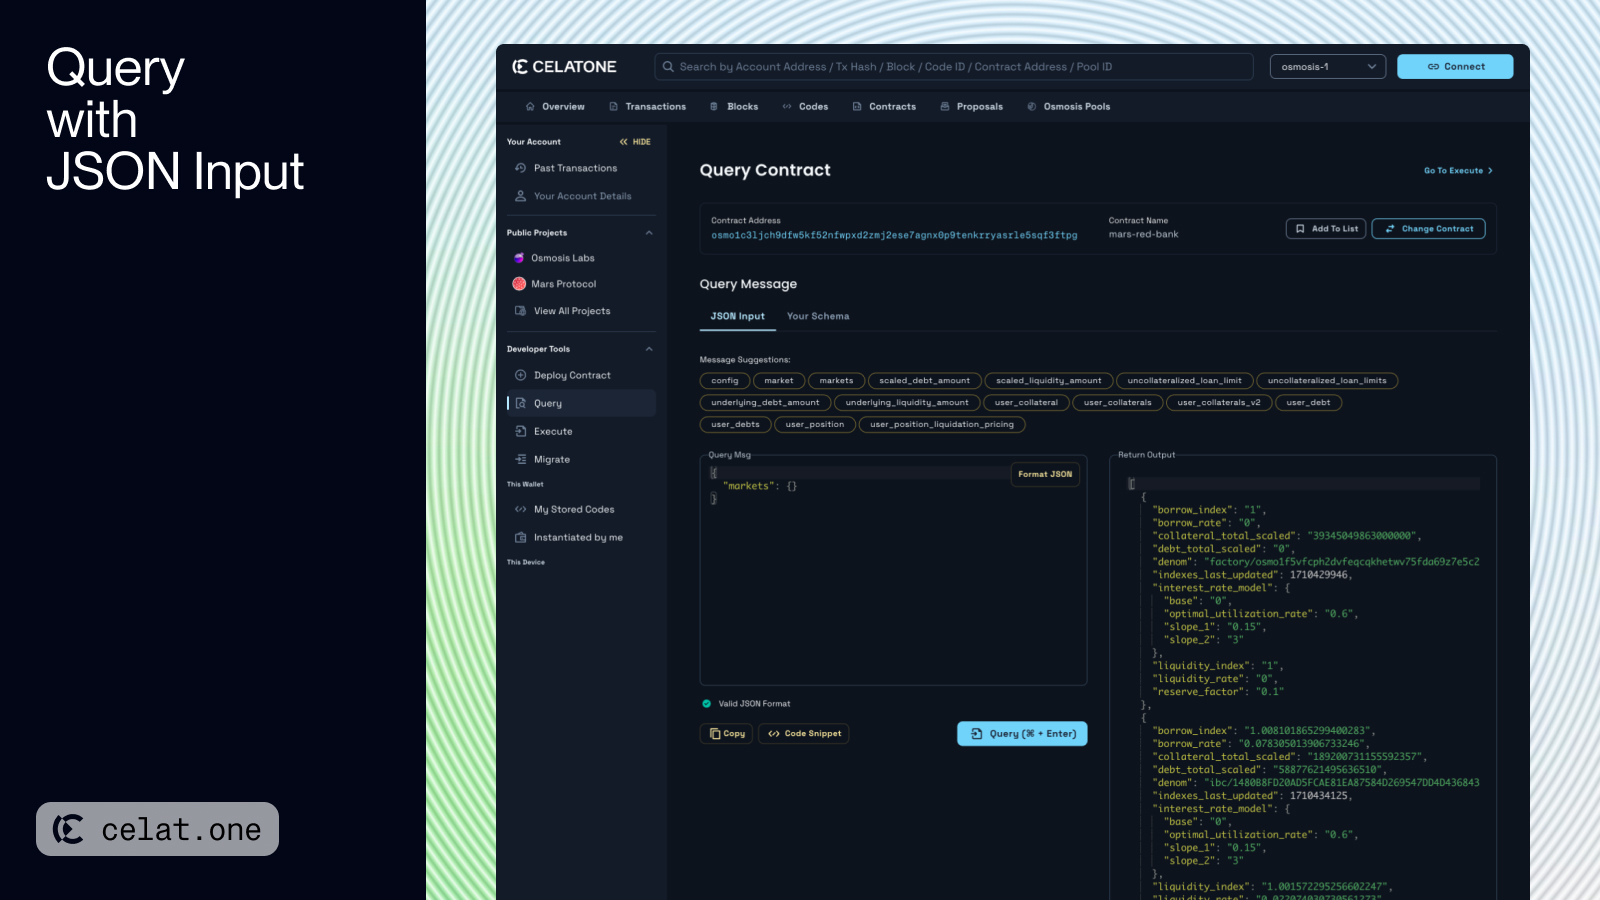 Query
with
JSON Input
celat.one
CELATONE
Search by Account Address / Tx Hash / Block / Code ID / Contract Address / Pool ID
osmosis-1
Connect
Overview Transactions Blocks Codes Contracts Proposals Osmosis Pools
Your Account HIDE
Past Transactions
Your Account Details
Public Projects
Osmosis Labs
Mars Protocol
View All Projects
Developer Tools
Deploy Contract
Query
Execute
Migrate
This Wallet
My Stored Codes
Instantiated by me
This Device
Query Contract
Go To Execute
Contract Address
osmo1c3ljch9dfw5kf52nfwpxd2zmj2ese7agnx0p9tenkrryasrle5sqf3ftpg
Contract Name
mars-red-bank
Add To List
Change Contract
Query Message
JSON Input Your Schema
Message Suggestions:
config market markets scaled_debt_amount scaled_liquidity_amount uncollateralized_loan_limit uncollateralized_loan_limits
underlying_debt_amount underlying_liquidity_amount user_collateral user_collaterals user_collaterals_v2 user_debt
user_debts user_position user_position_liquidation_pricing
Query Msg
Format JSON
{
"markets": {}
}
Valid JSON Format
Copy
Code Snippet
Query (⌘ + Enter)
Return Output
[
{
"borrow_index": "1",
"borrow_rate": "0",
"collateral_total_scaled": "39345049863000000",
"debt_total_scaled": "0",
"denom": "factory/osmo1f5vfcph2dvfeqcqkhetwv75fda69z7e5c2
"indexes_last_updated": 1710429946,
"interest_rate_model": {
"base": "0",
"optimal_utilization_rate": "0.6",
"slope_1": "0.15",
"slope_2": "3"
},
"liquidity_index": "1",
"liquidity_rate": "0",
"reserve_factor": "0.1"
},
{
"borrow_index": "1.008101865299400283",
"borrow_rate": "0.078305013906733246",
"collateral_total_scaled": "189200731155592357",
"debt_total_scaled": "58877621495636510",
"denom": "ibc/1480B8FD20AD5FCAE81EA87584D269547DD4D436843
"indexes_last_updated": 1710434125,
"interest_rate_model": {
"base": "0",
"optimal_utilization_rate": "0.6",
"slope_1": "0.15",
"slope_2": "3"
},
"liquidity_index": "1.001572295256602247",